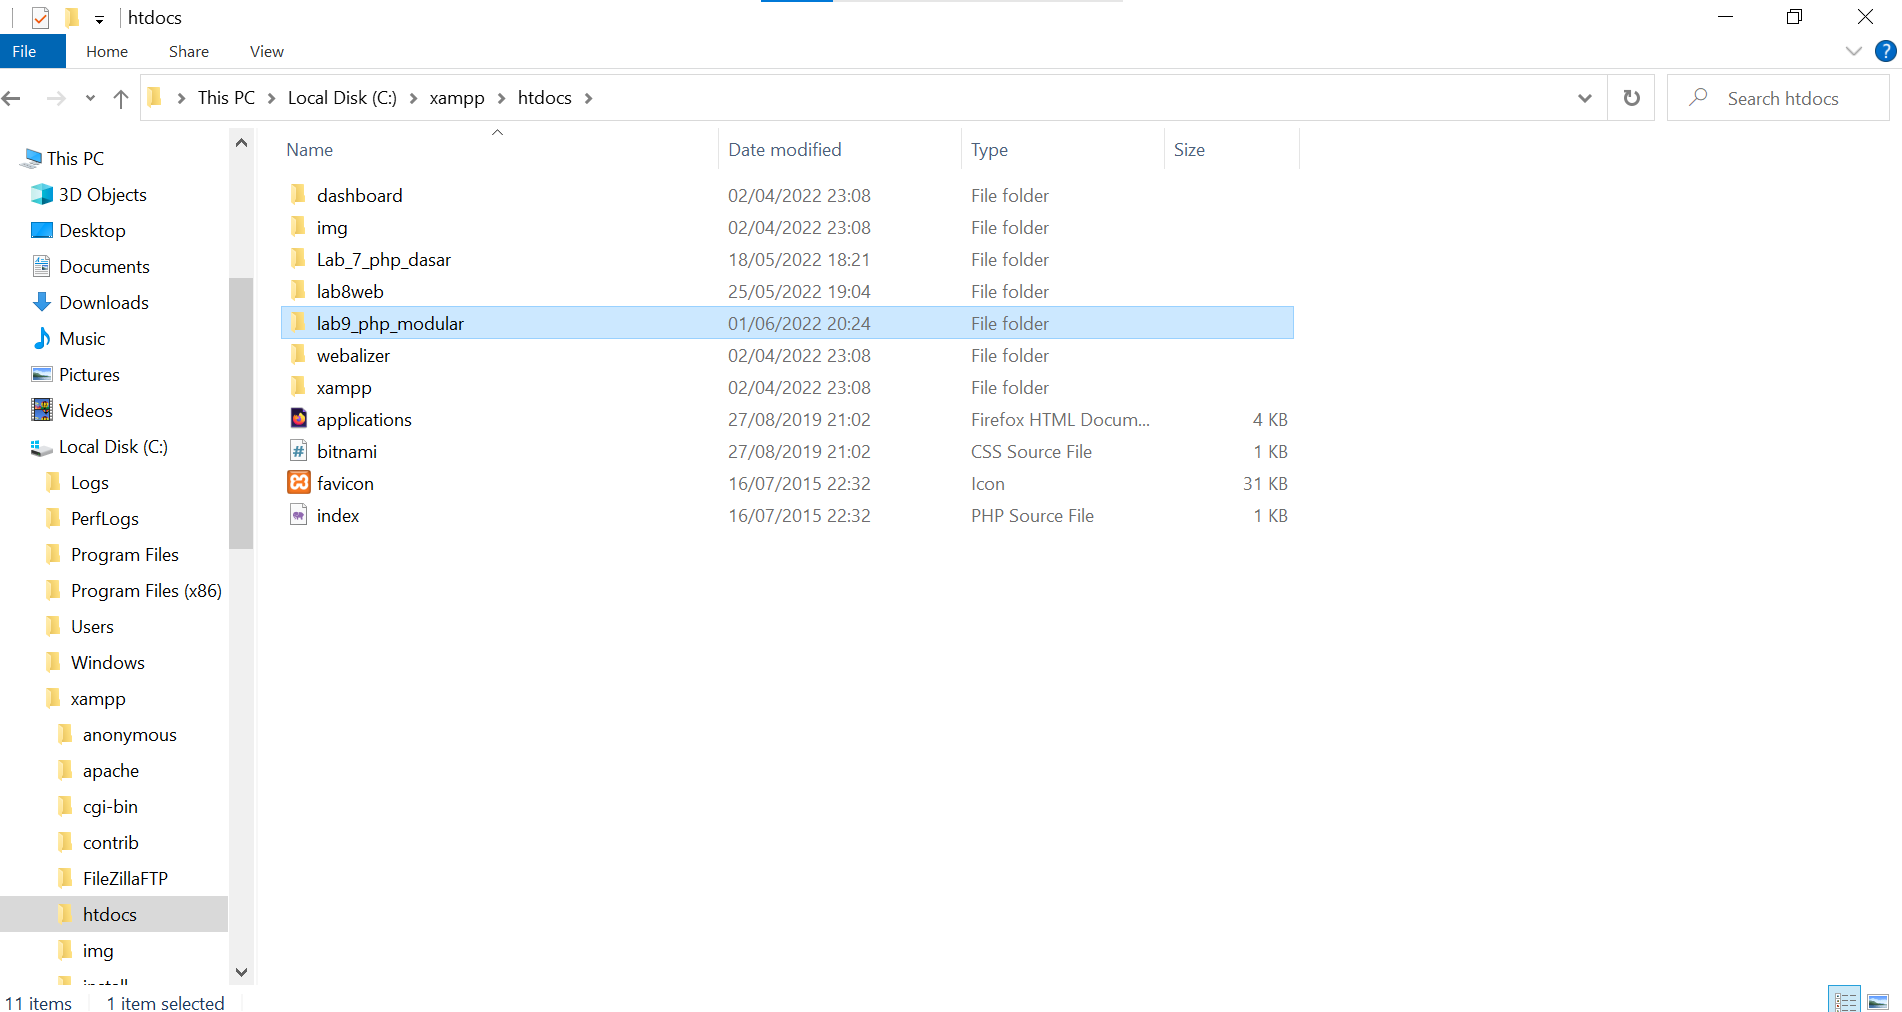 htdocs
File Home Share View
This PC Local Disk (C:) xampp htdocs
Search htdocs
This PC
3D Objects
Desktop
Documents
Downloads
Music
Pictures
Videos
Local Disk (C:)
Logs
PerfLogs
Program Files
Program Files (x86)
Users
Windows
xampp
anonymous
apache
cgi-bin
contrib
FileZillaFTP
htdocs
img
install
Name Date modified Type Size
dashboard 02/04/2022 23:08 File folder
img 02/04/2022 23:08 File folder
Lab_7_php_dasar 18/05/2022 18:21 File folder
lab8web 25/05/2022 19:04 File folder
lab9_php_modular 01/06/2022 20:24 File folder
webalizer 02/04/2022 23:08 File folder
xampp 02/04/2022 23:08 File folder
applications 27/08/2019 21:02 Firefox HTML Docum... 4 KB
bitnami 27/08/2019 21:02 CSS Source File 1 KB
favicon 16/07/2015 22:32 Icon 31 KB
index 16/07/2015 22:32 PHP Source File 1 KB
11 items 1 item selected